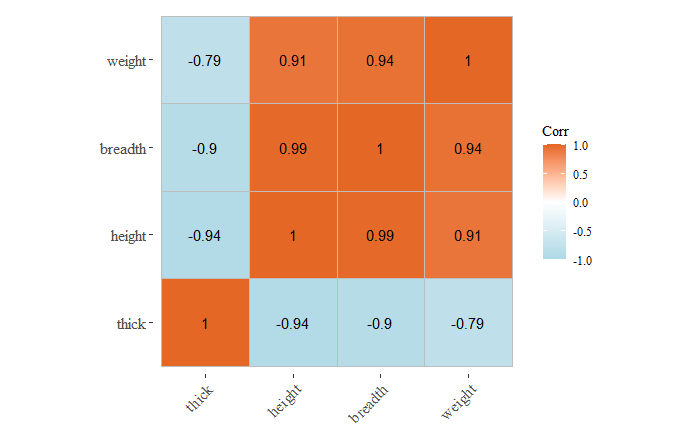 weight -0.79 0.91 0.94 1
breadth -0.9 0.99 1 0.94
height -0.94 1 0.99 0.91
thick 1 -0.94 -0.9 -0.79
thick height breadth weight
Corr
1.0
0.5
0.0
-0.5
-1.0